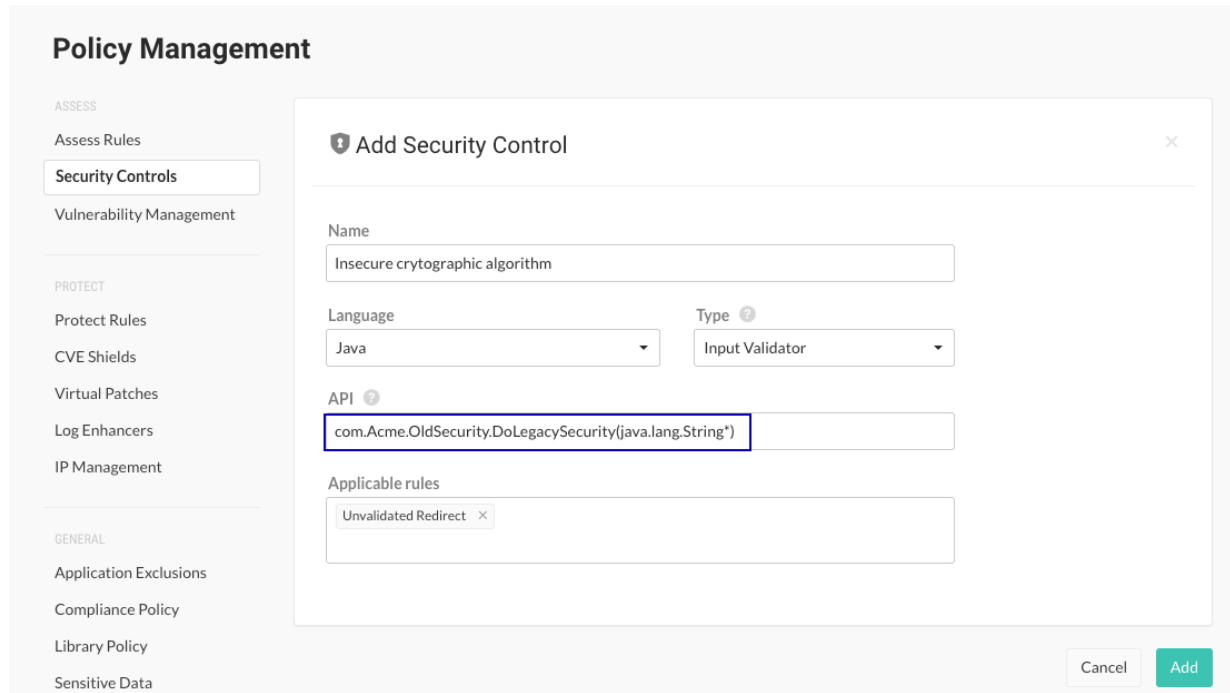 Policy Management
ASSESS
Assess Rules
Security Controls
Vulnerability Management
PROTECT
Protect Rules
CVE Shields
Virtual Patches
Log Enhancers
IP Management
GENERAL
Application Exclusions
Compliance Policy
Library Policy
Sensitive Data
Add Security Control
Name
Insecure crytographic algorithm
Language
Type ?
Java
Input Validator
API ?
com.Acme.OldSecurity.DoLegacySecurity(java.lang.String*)
Applicable rules
Unvalidated Redirect ×
Cancel
Add